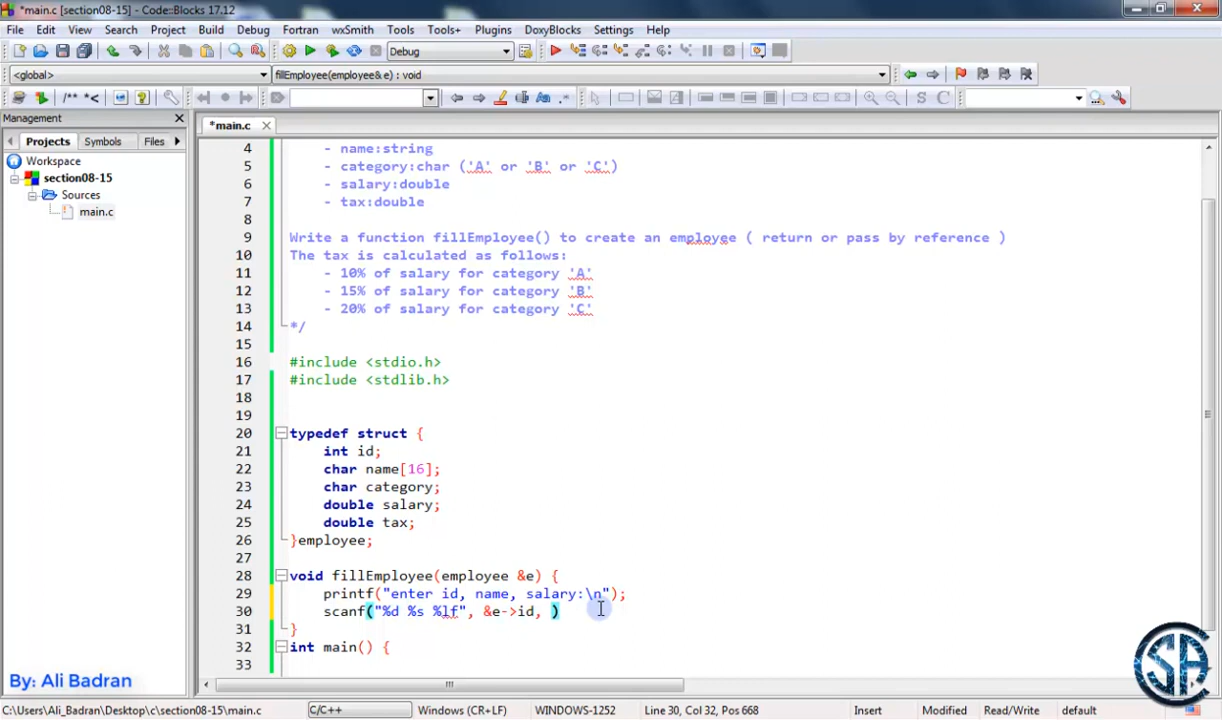 *main.c [section08-15] - Code::Blocks 17.12
File Edit View Search Project Build Debug Fortran wxSmith Tools Tools+ Plugins DoxyBlocks Settings Help
Debug
<global> fillEmployee(employee& e) : void
/** *< S C
Management
*main.c
Projects Symbols Files
Workspace
section08-15
Sources
main.c
4 - name:string
5 - category:char ('A' or 'B' or 'C')
6 - salary:double
7 - tax:double
8
9 Write a function fillEmployee() to create an employee ( return or pass by reference )
10 The tax is calculated as follows:
11 - 10% of salary for category 'A'
12 - 15% of salary for category 'B'
13 - 20% of salary for category 'C'
14 */
15
16 #include <stdio.h>
17 #include <stdlib.h>
18
19
20 typedef struct {
21 int id;
22 char name[16];
23 char category;
24 double salary;
25 double tax;
26 }employee;
27
28 void fillEmployee(employee &e) {
29 printf("enter id, name, salary:\n");
30 scanf("%d %s %lf", &e->id, )
31 }
32 int main() {
33
By: Ali Badran
C:\Users\Ali_Badran\Desktop\c\section08-15\main.c C/C++ Windows (CR+LF) WINDOWS-1252 Line 30, Col 32, Pos 668 Insert Modified Read/Write default